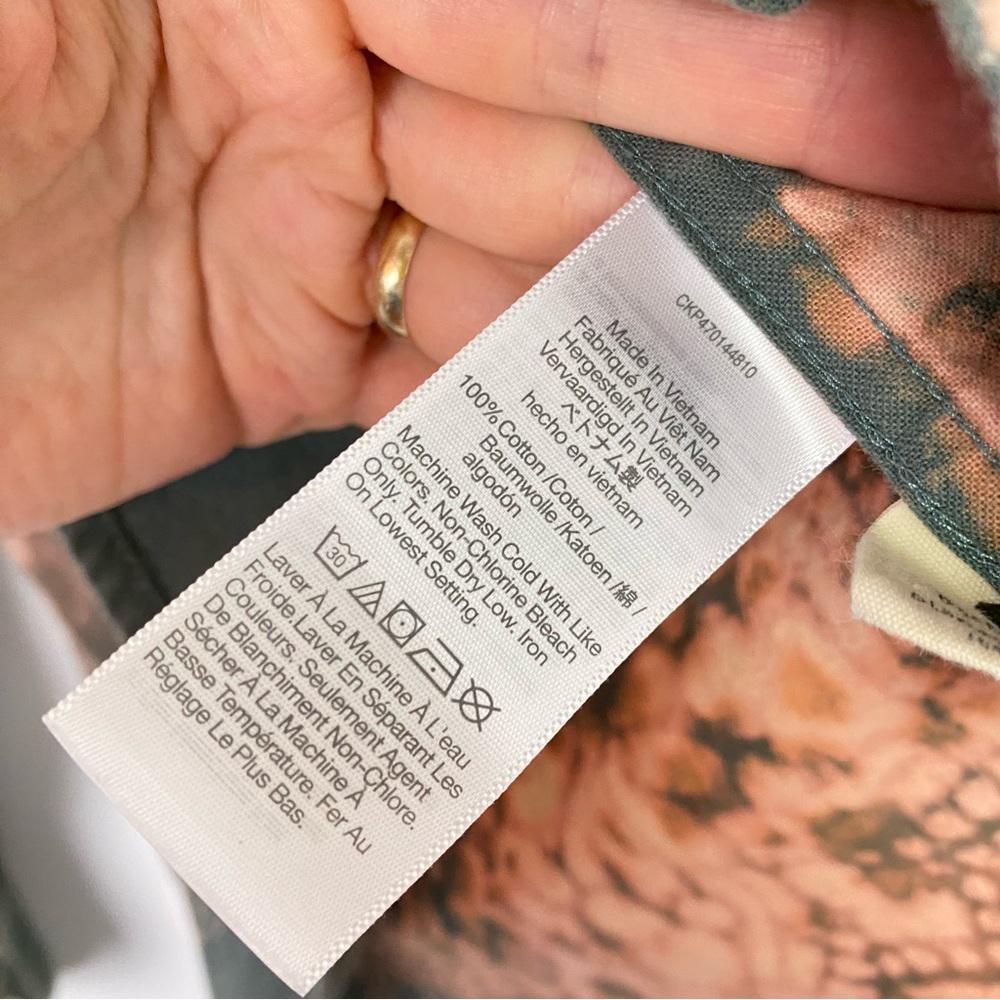 CKP470144810
Made In Vietnam
Fabriqué Au Việt Nam
Hergestellt In Vietnam
Vervaardigd In Vietnam
ベトナム製
hecho en vietnam
100% Cotton /Coton /
Baumwolle /Katoen /綿 /
algodón
Machine Wash Cold With Like
Colors. Non-Chlorine Bleach
Only. Tumble Dry Low. Iron
On Lowest Setting.
30
Laver À La Machine À L'eau
Froide. Laver En Séparant Les
Couleurs. Seulement Agent
De Blanchiment Non-Chlore.
Sécher À La Machine À
Basse Température. Fer Au
Réglage Le Plus Bas.